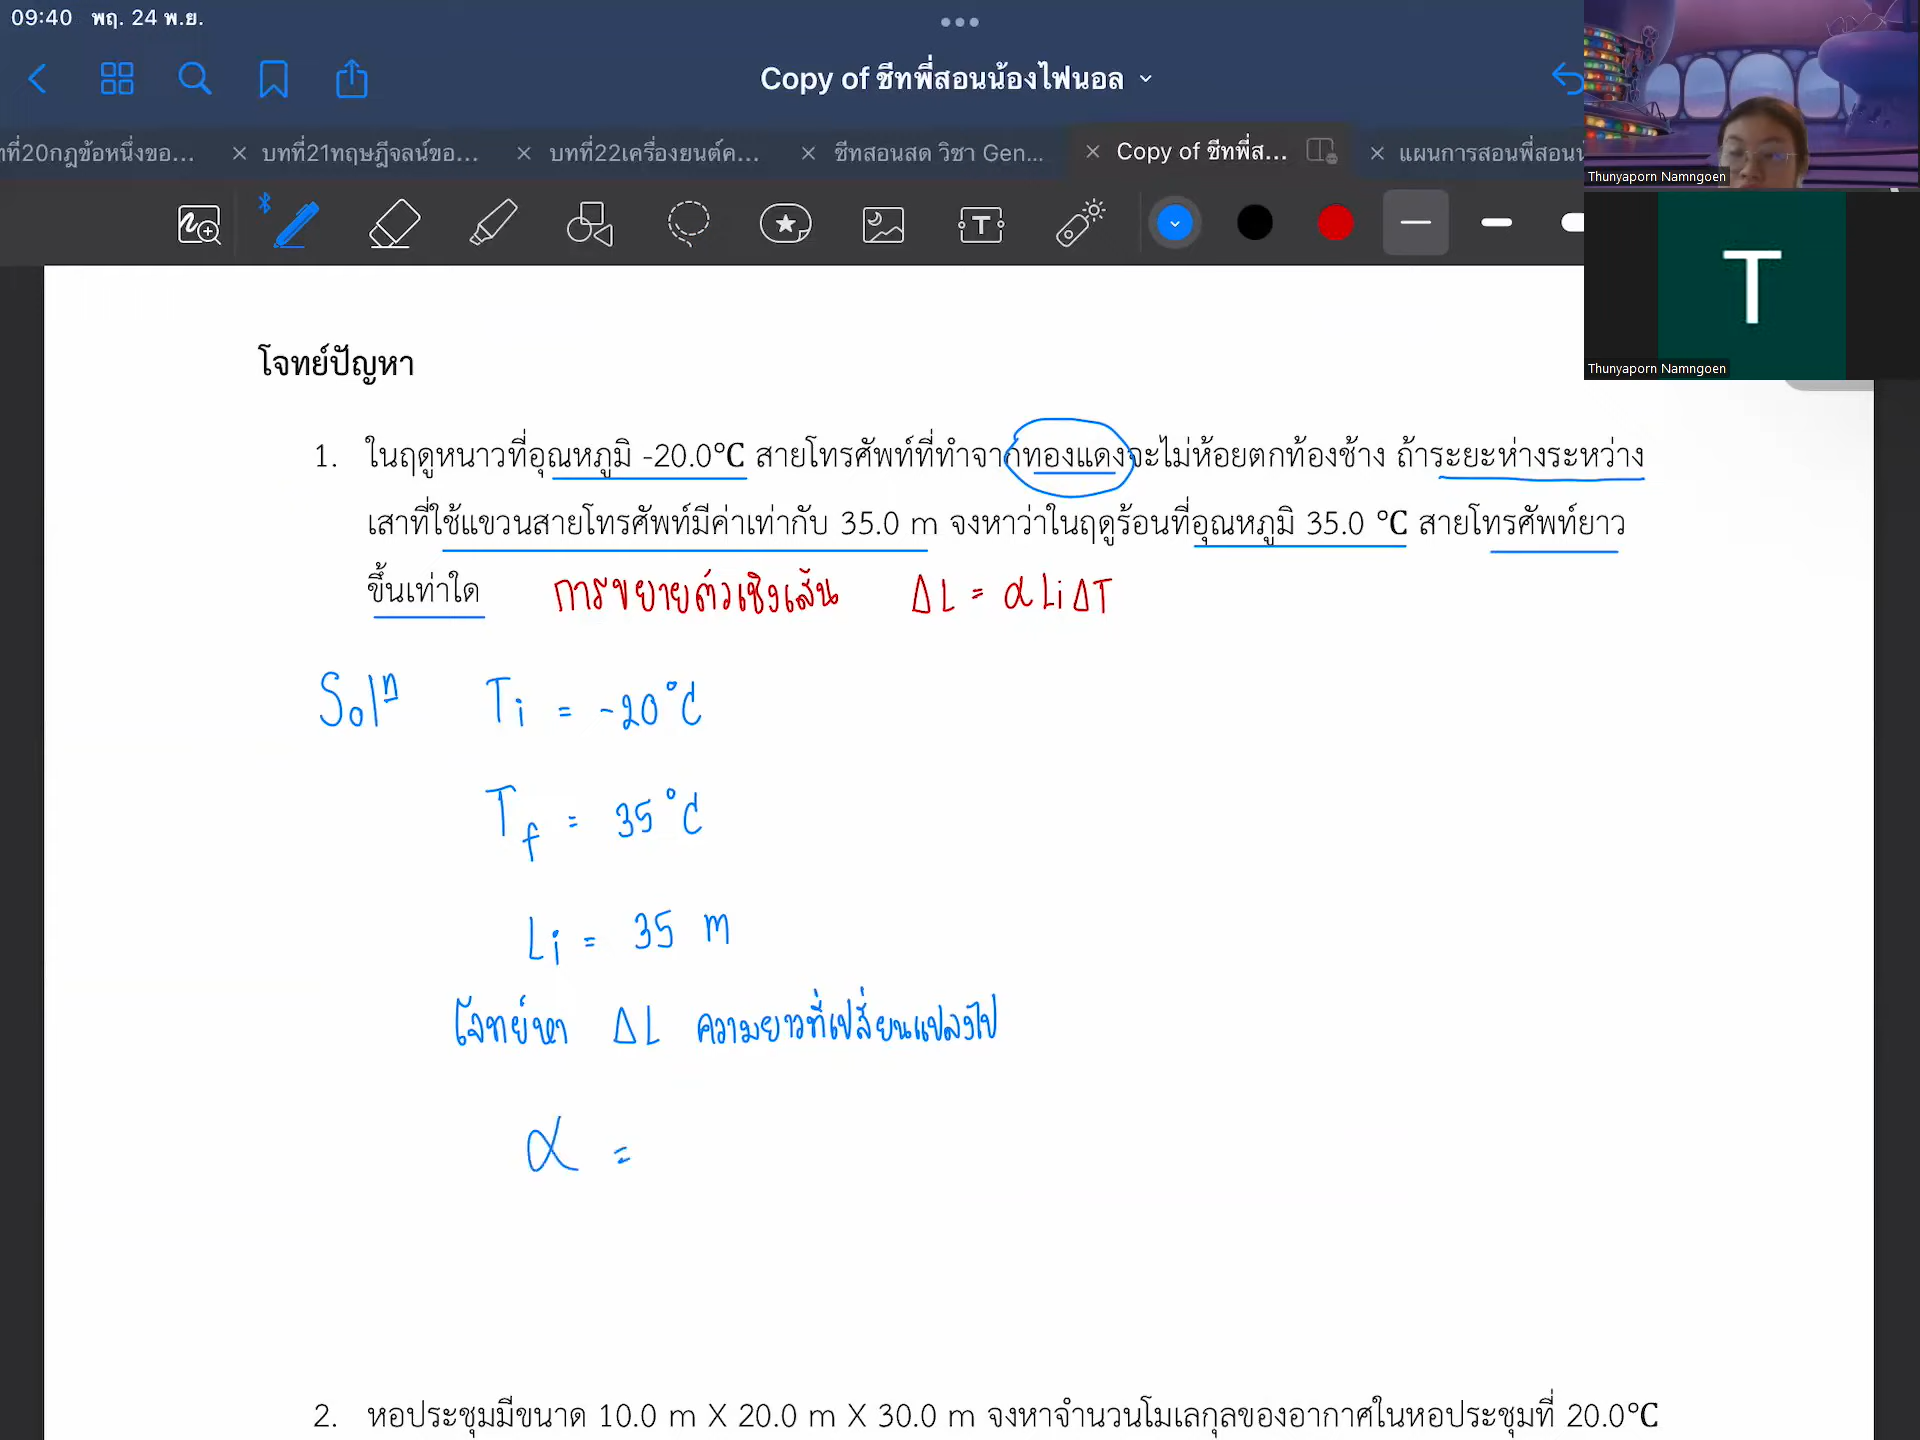 09:40 พฤ. 24 พ.ย.
Copy of ชีทพี่สอนน้องไฟนอล
ที่20กฎข้อหนึ่งขอ... บทที่21ทฤษฎีจลน์ขอ... บทที่22เครื่องยนต์ค... ชีทสอนสด วิชา Gen... Copy of ชีทพี่ส... แผนการสอนพี่สอน
Thunyaporn Namngoen
T
Thunyaporn Namngoen
โจทย์ปัญหา
1. ในฤดูหนาวที่อุณหภูมิ -20.0°C สายโทรศัพท์ที่ทำจากทองแดงจะไม่ห้อยตกท้องช้าง ถ้าระยะห่างระหว่าง
เสาที่ใช้แขวนสายโทรศัพท์มีค่าเท่ากับ 35.0 m จงหาว่าในฤดูร้อนที่อุณหภูมิ 35.0 °C สายโทรศัพท์ยาว
ขึ้นเท่าใด การขยายตัวเชิงเส้น ΔL = αLiΔT
Solⁿ Ti = -20°C
Tf = 35°C
Li = 35 m
โจทย์หา ΔL ความยาวที่เปลี่ยนแปลงไป
α =
2. หอประชุมมีขนาด 10.0 m X 20.0 m X 30.0 m จงหาจำนวนโมเลกุลของอากาศในหอประชุมที่ 20.0°C